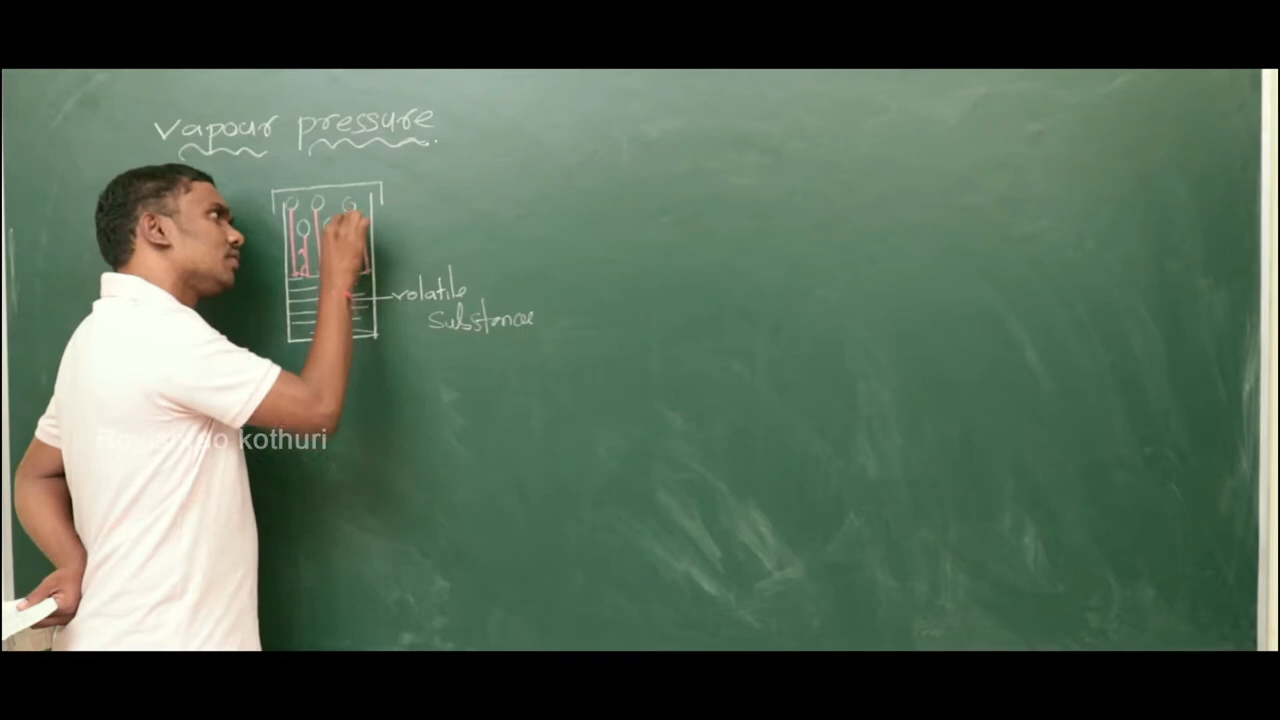 Vapour pressure.
volatile
substance
kothuri